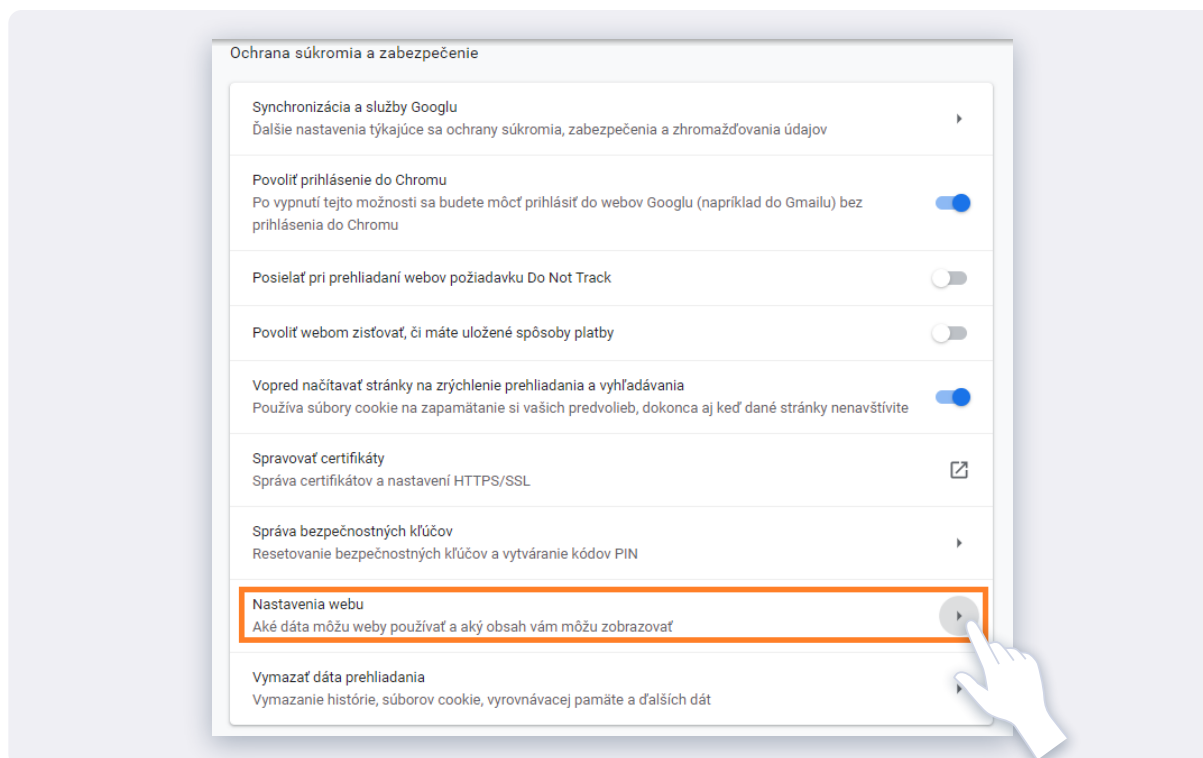 Ochrana súkromia a zabezpečenie
Synchronizácia a služby Googlu
Ďalšie nastavenia týkajúce sa ochrany súkromia, zabezpečenia a zhromažďovania údajov
Povoliť prihlásenie do Chromu
Po vypnutí tejto možnosti sa budete môcť prihlásiť do webov Googlu (napríklad do Gmailu) bez
prihlásenia do Chromu
Posielať pri prehliadaní webov požiadavku Do Not Track
Povoliť webom zisťovať, či máte uložené spôsoby platby
Vopred načítavať stránky na zrýchlenie prehliadania a vyhľadávania
Používa súbory cookie na zapamätanie si vašich predvolieb, dokonca aj keď dané stránky nenavštívite
Spravovať certifikáty
Správa certifikátov a nastavení HTTPS/SSL
Správa bezpečnostných kľúčov
Resetovanie bezpečnostných kľúčov a vytváranie kódov PIN
Nastavenia webu
Aké dáta môžu weby používať a aký obsah vám môžu zobrazovať
Vymazať dáta prehliadania
Vymazanie histórie, súborov cookie, vyrovnávacej pamäte a ďalších dát